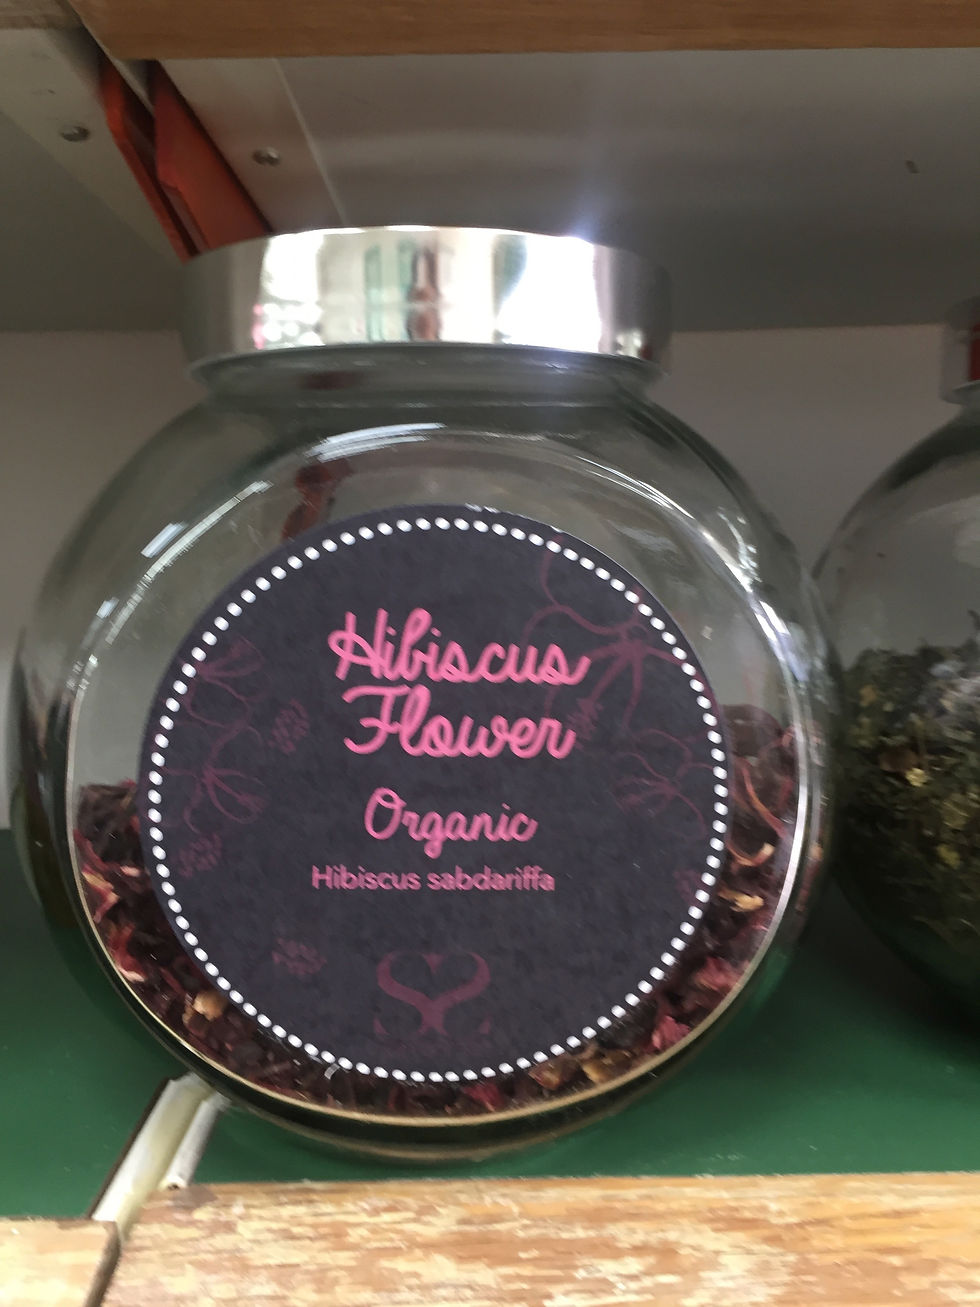 Hibiscus
Flower
Organic
Hibiscus sabdariffa